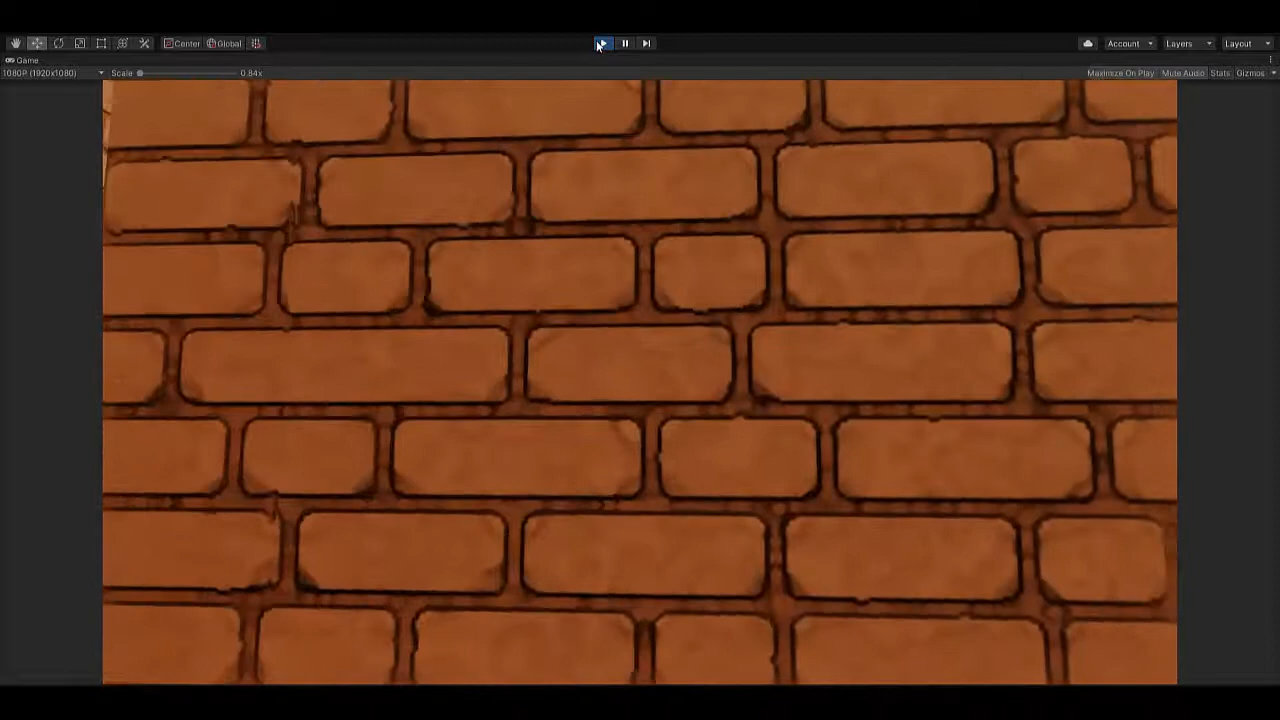 Center Global Account Layers Layout
Game
1080P (1920x1080) Scale 0.84x Maximize On Play Mute Audio Stats Gizmos